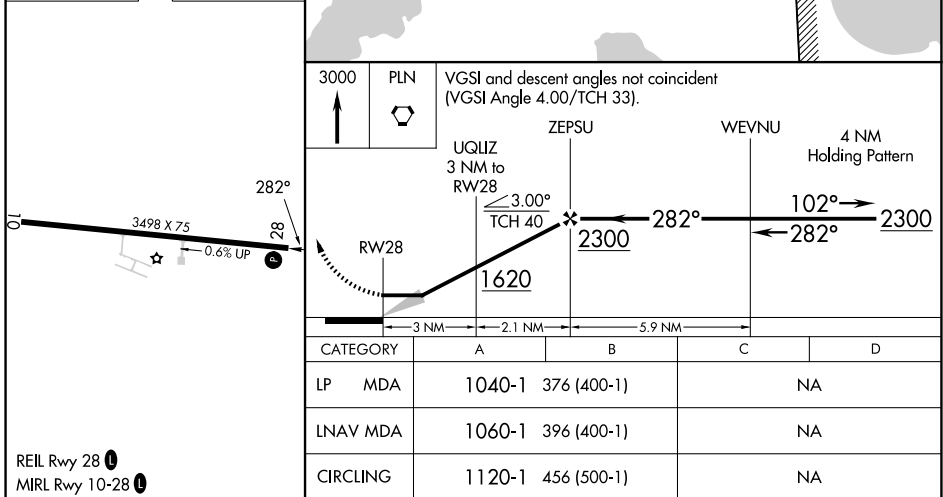 282°
10
3498 X 75
28
0.6% UP
P
REIL Rwy 28 L
MIRL Rwy 10-28 L
3000
PLN
VGSI and descent angles not coincident
(VGSI Angle 4.00/TCH 33).
ZEPSU
WEVNU
4 NM
Holding Pattern
UQLIZ
3 NM to
RW28
3.00°
TCH 40
RW28
282°
102°
2300
2300
282°
1620
3 NM
2.1 NM
5.9 NM
CATEGORY A B C D
LP MDA 1040-1 376 (400-1) NA
LNAV MDA 1060-1 396 (400-1) NA
CIRCLING 1120-1 456 (500-1) NA